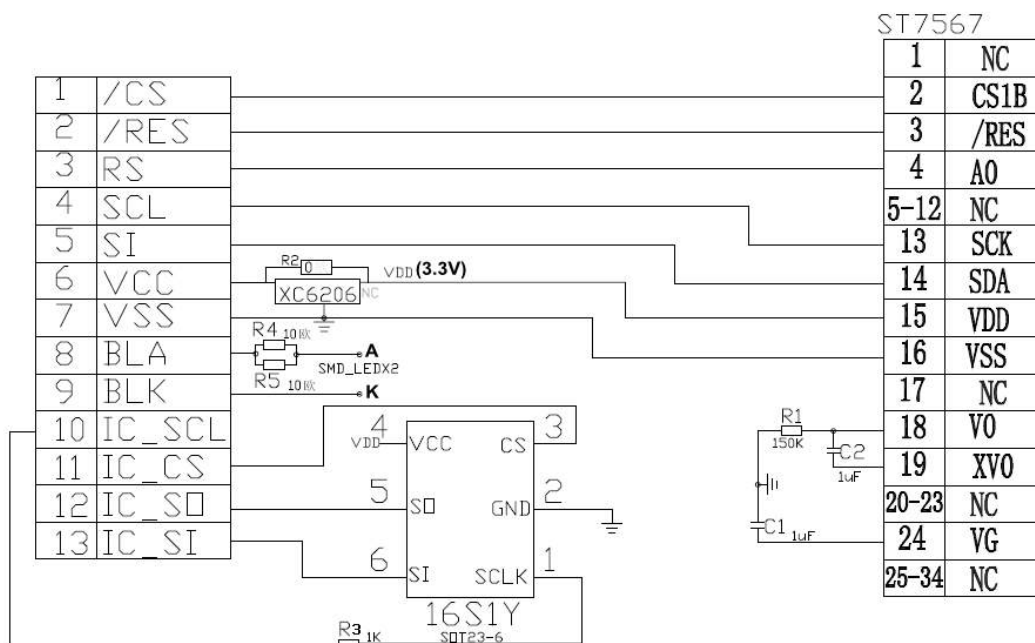 ST7567
1 NC
2 CS1B
3 /RES
4 A0
5-12 NC
13 SCK
14 SDA
15 VDD
16 VSS
17 NC
18 V0
19 XV0
20-23 NC
24 VG
25-34 NC
1 /CS
2 /RES
3 RS
4 SCL
5 SI
6 VCC
7 VSS
8 BLA
9 BLK
10 IC_SCL
11 IC_CS
12 IC_SO
13 IC_SI
R2 0
VDD (3.3V)
XC6206 NC
R4 10欧
A
SMD_LEDX2
R5 10欧
K
4 3
VDD VCC CS
5 2
SO GND
6 1
SI SCLK
16S1Y
SOT23-6
R3 1K
R1
150K
C2
1uF
C1 1uF